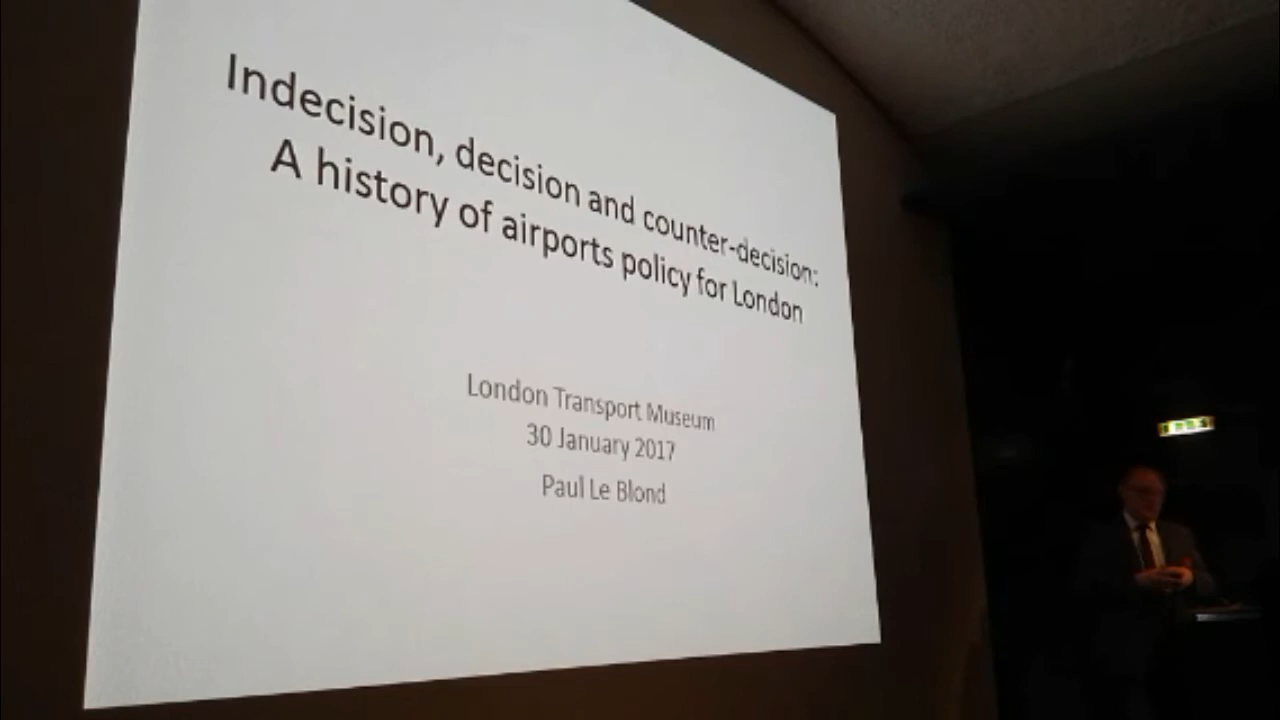 Indecision, decision and counter-decision:
A history of airports policy for London
London Transport Museum
30 January 2017
Paul Le Blond